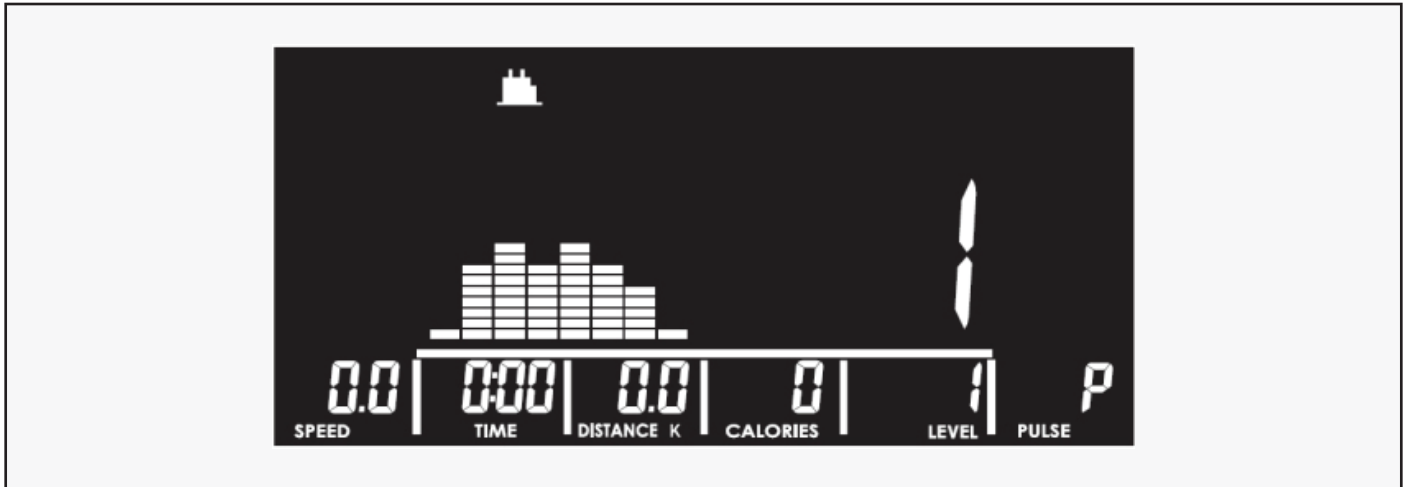 1
0.0 0:00 0.0 0 1 P
SPEED TIME DISTANCE K CALORIES LEVEL PULSE